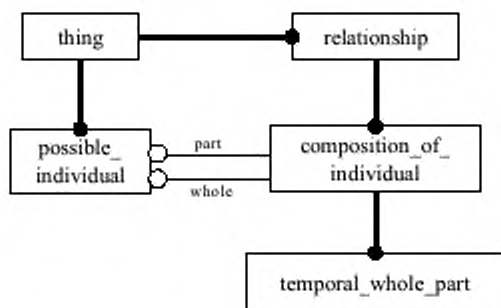 thing
relationship
possible_
individual
part
whole
composition_of_
individual
temporal_whole_part